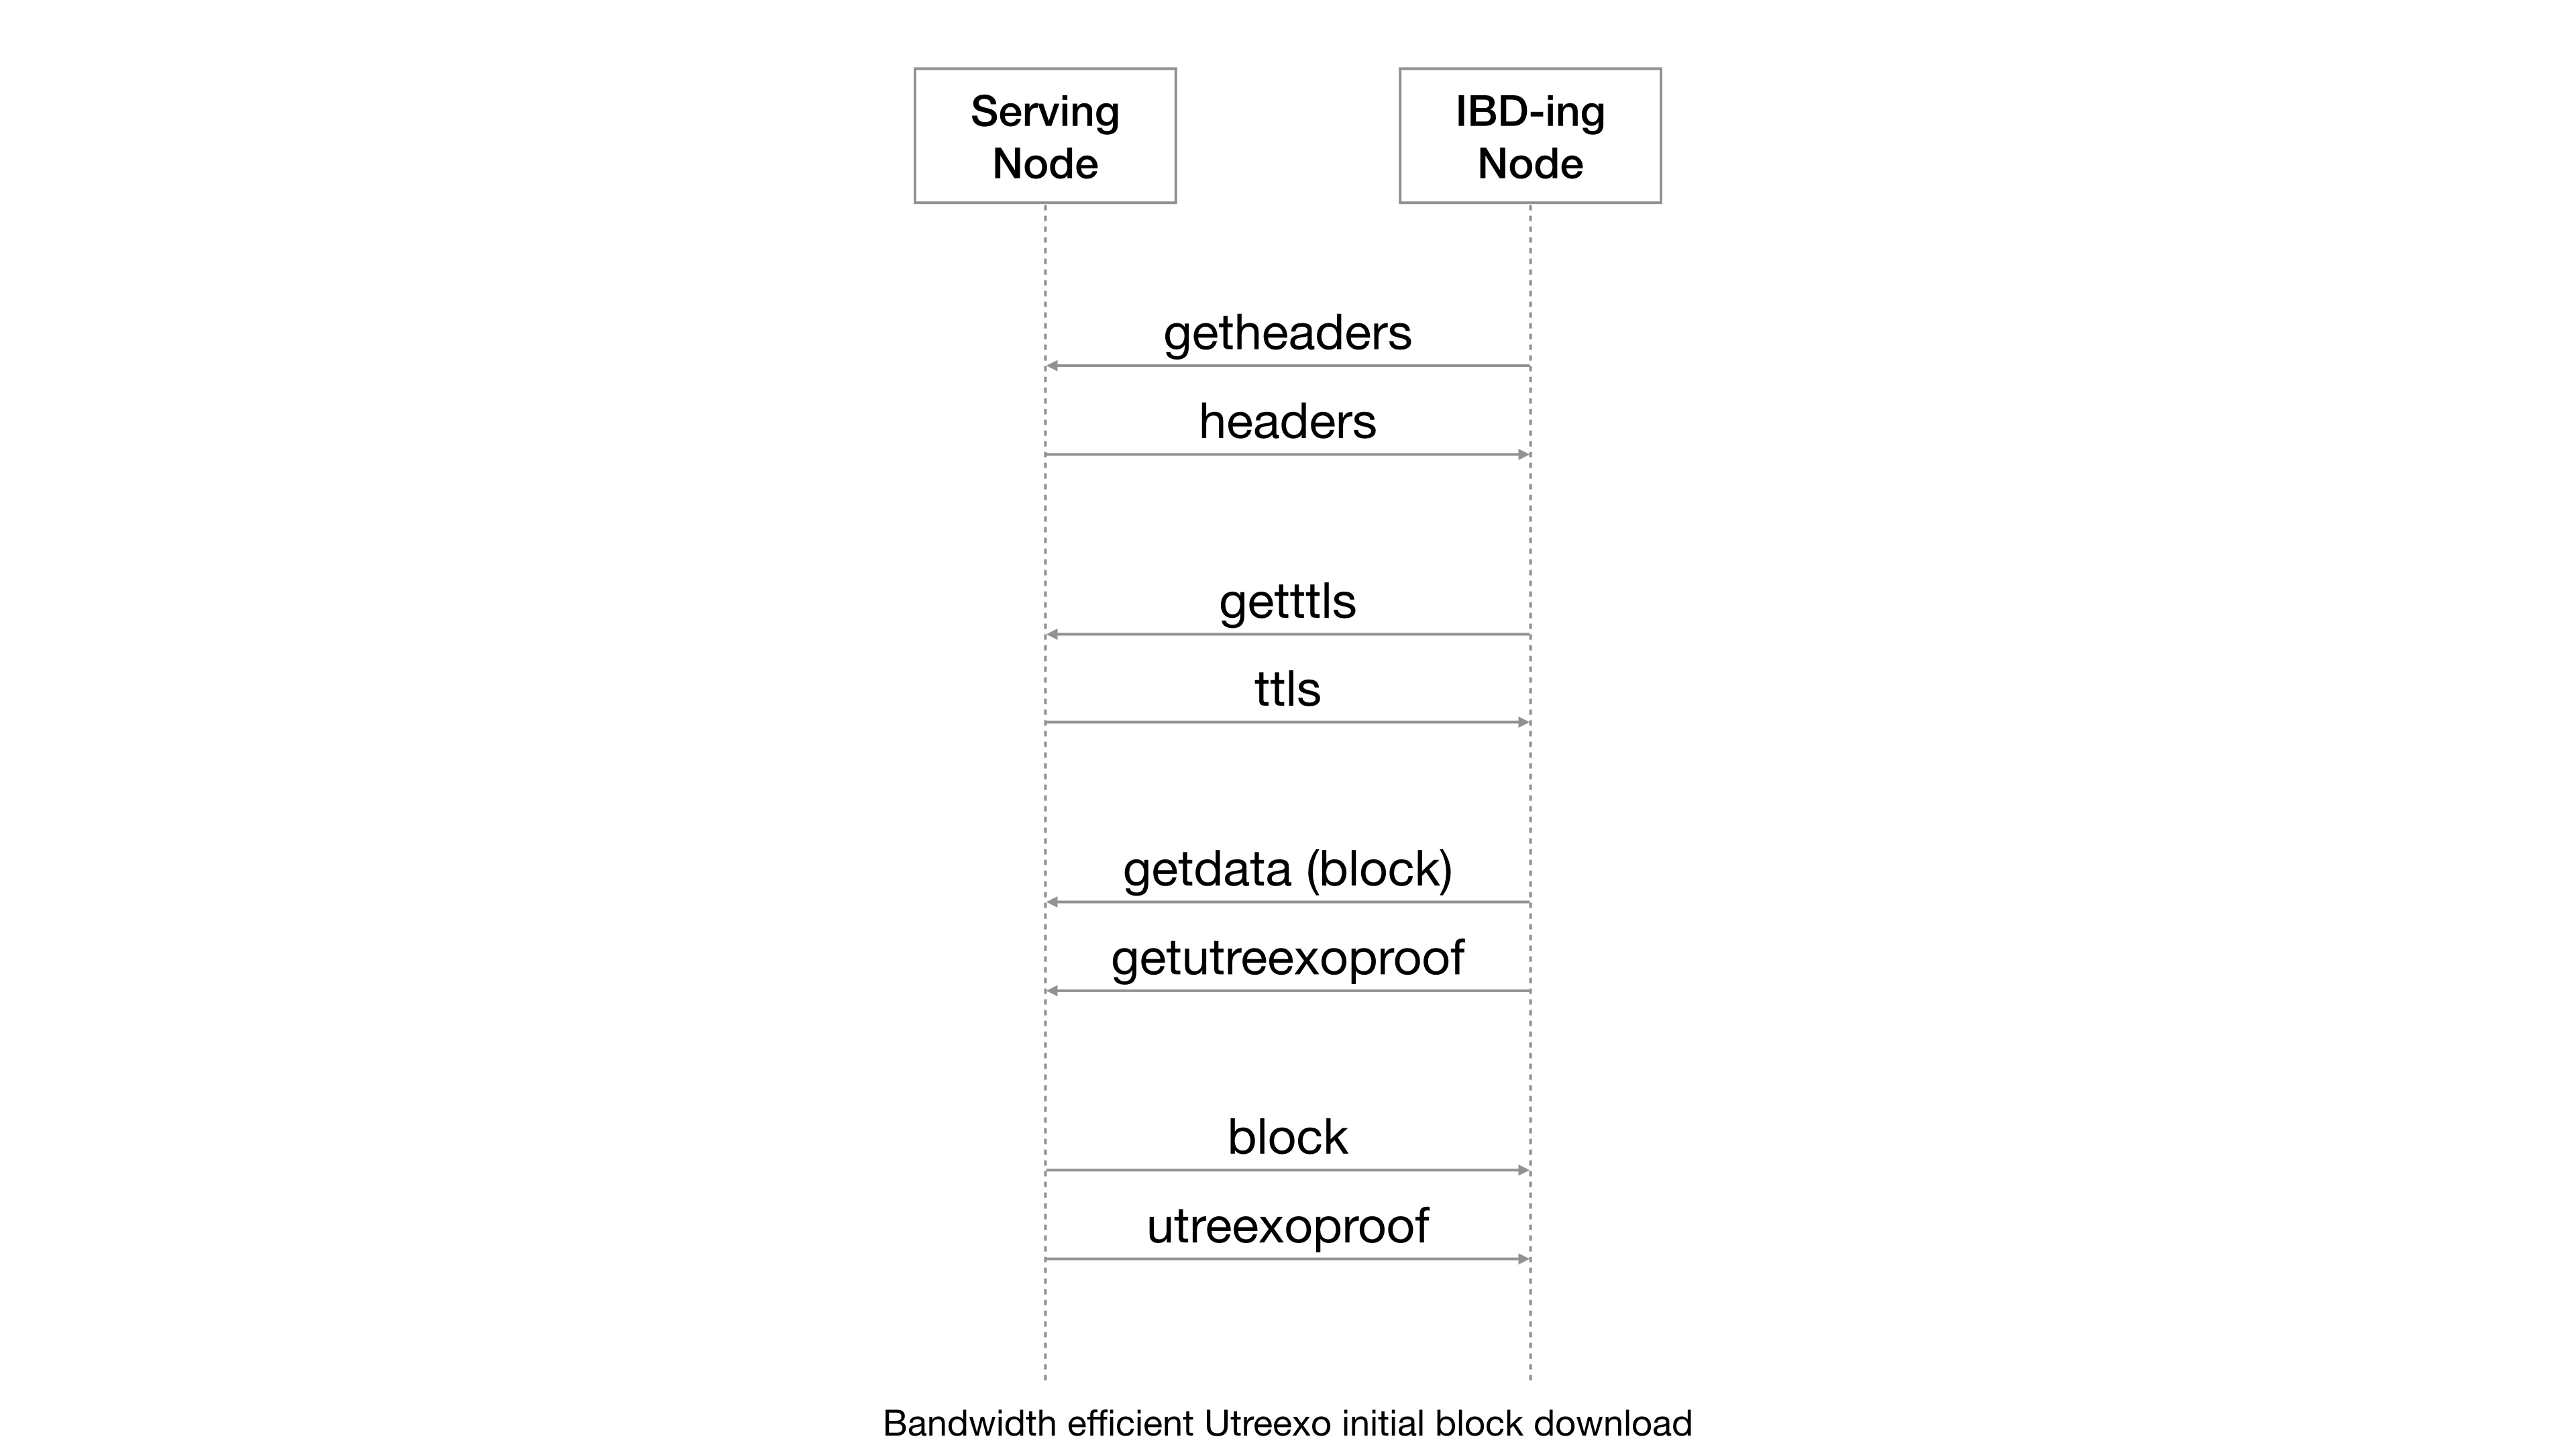 Serving
Node
IBD-ing
Node
getheaders
headers
getttls
ttls
getdata (block)
getutreexoproof
block
utreexoproof
Bandwidth efficient Utreexo initial block download